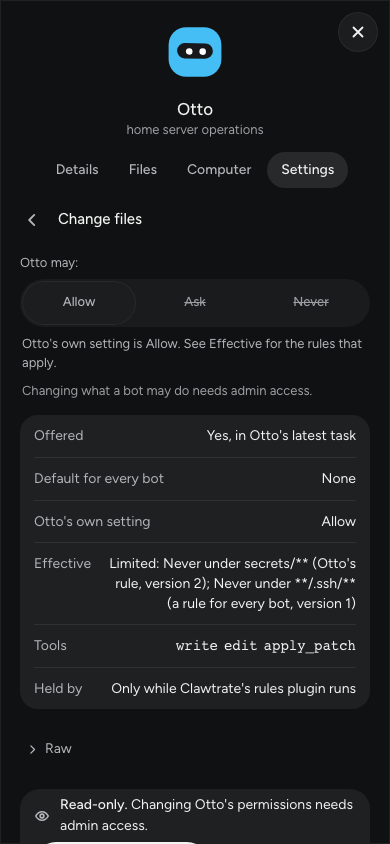 Otto
home server operations
Details Files Computer Settings
Change files
Otto may:
Allow Ask Never
Otto's own setting is Allow. See Effective for the rules that
apply.
Changing what a bot may do needs admin access.
Offered Yes, in Otto's latest task
Default for every bot None
Otto's own setting Allow
Effective Limited: Never under secrets/** (Otto's
rule, version 2); Never under **/.ssh/**
(a rule for every bot, version 1)
Tools write edit apply_patch
Held by Only while Clawtrate's rules plugin runs
Raw
Read-only. Changing Otto's permissions needs
admin access.